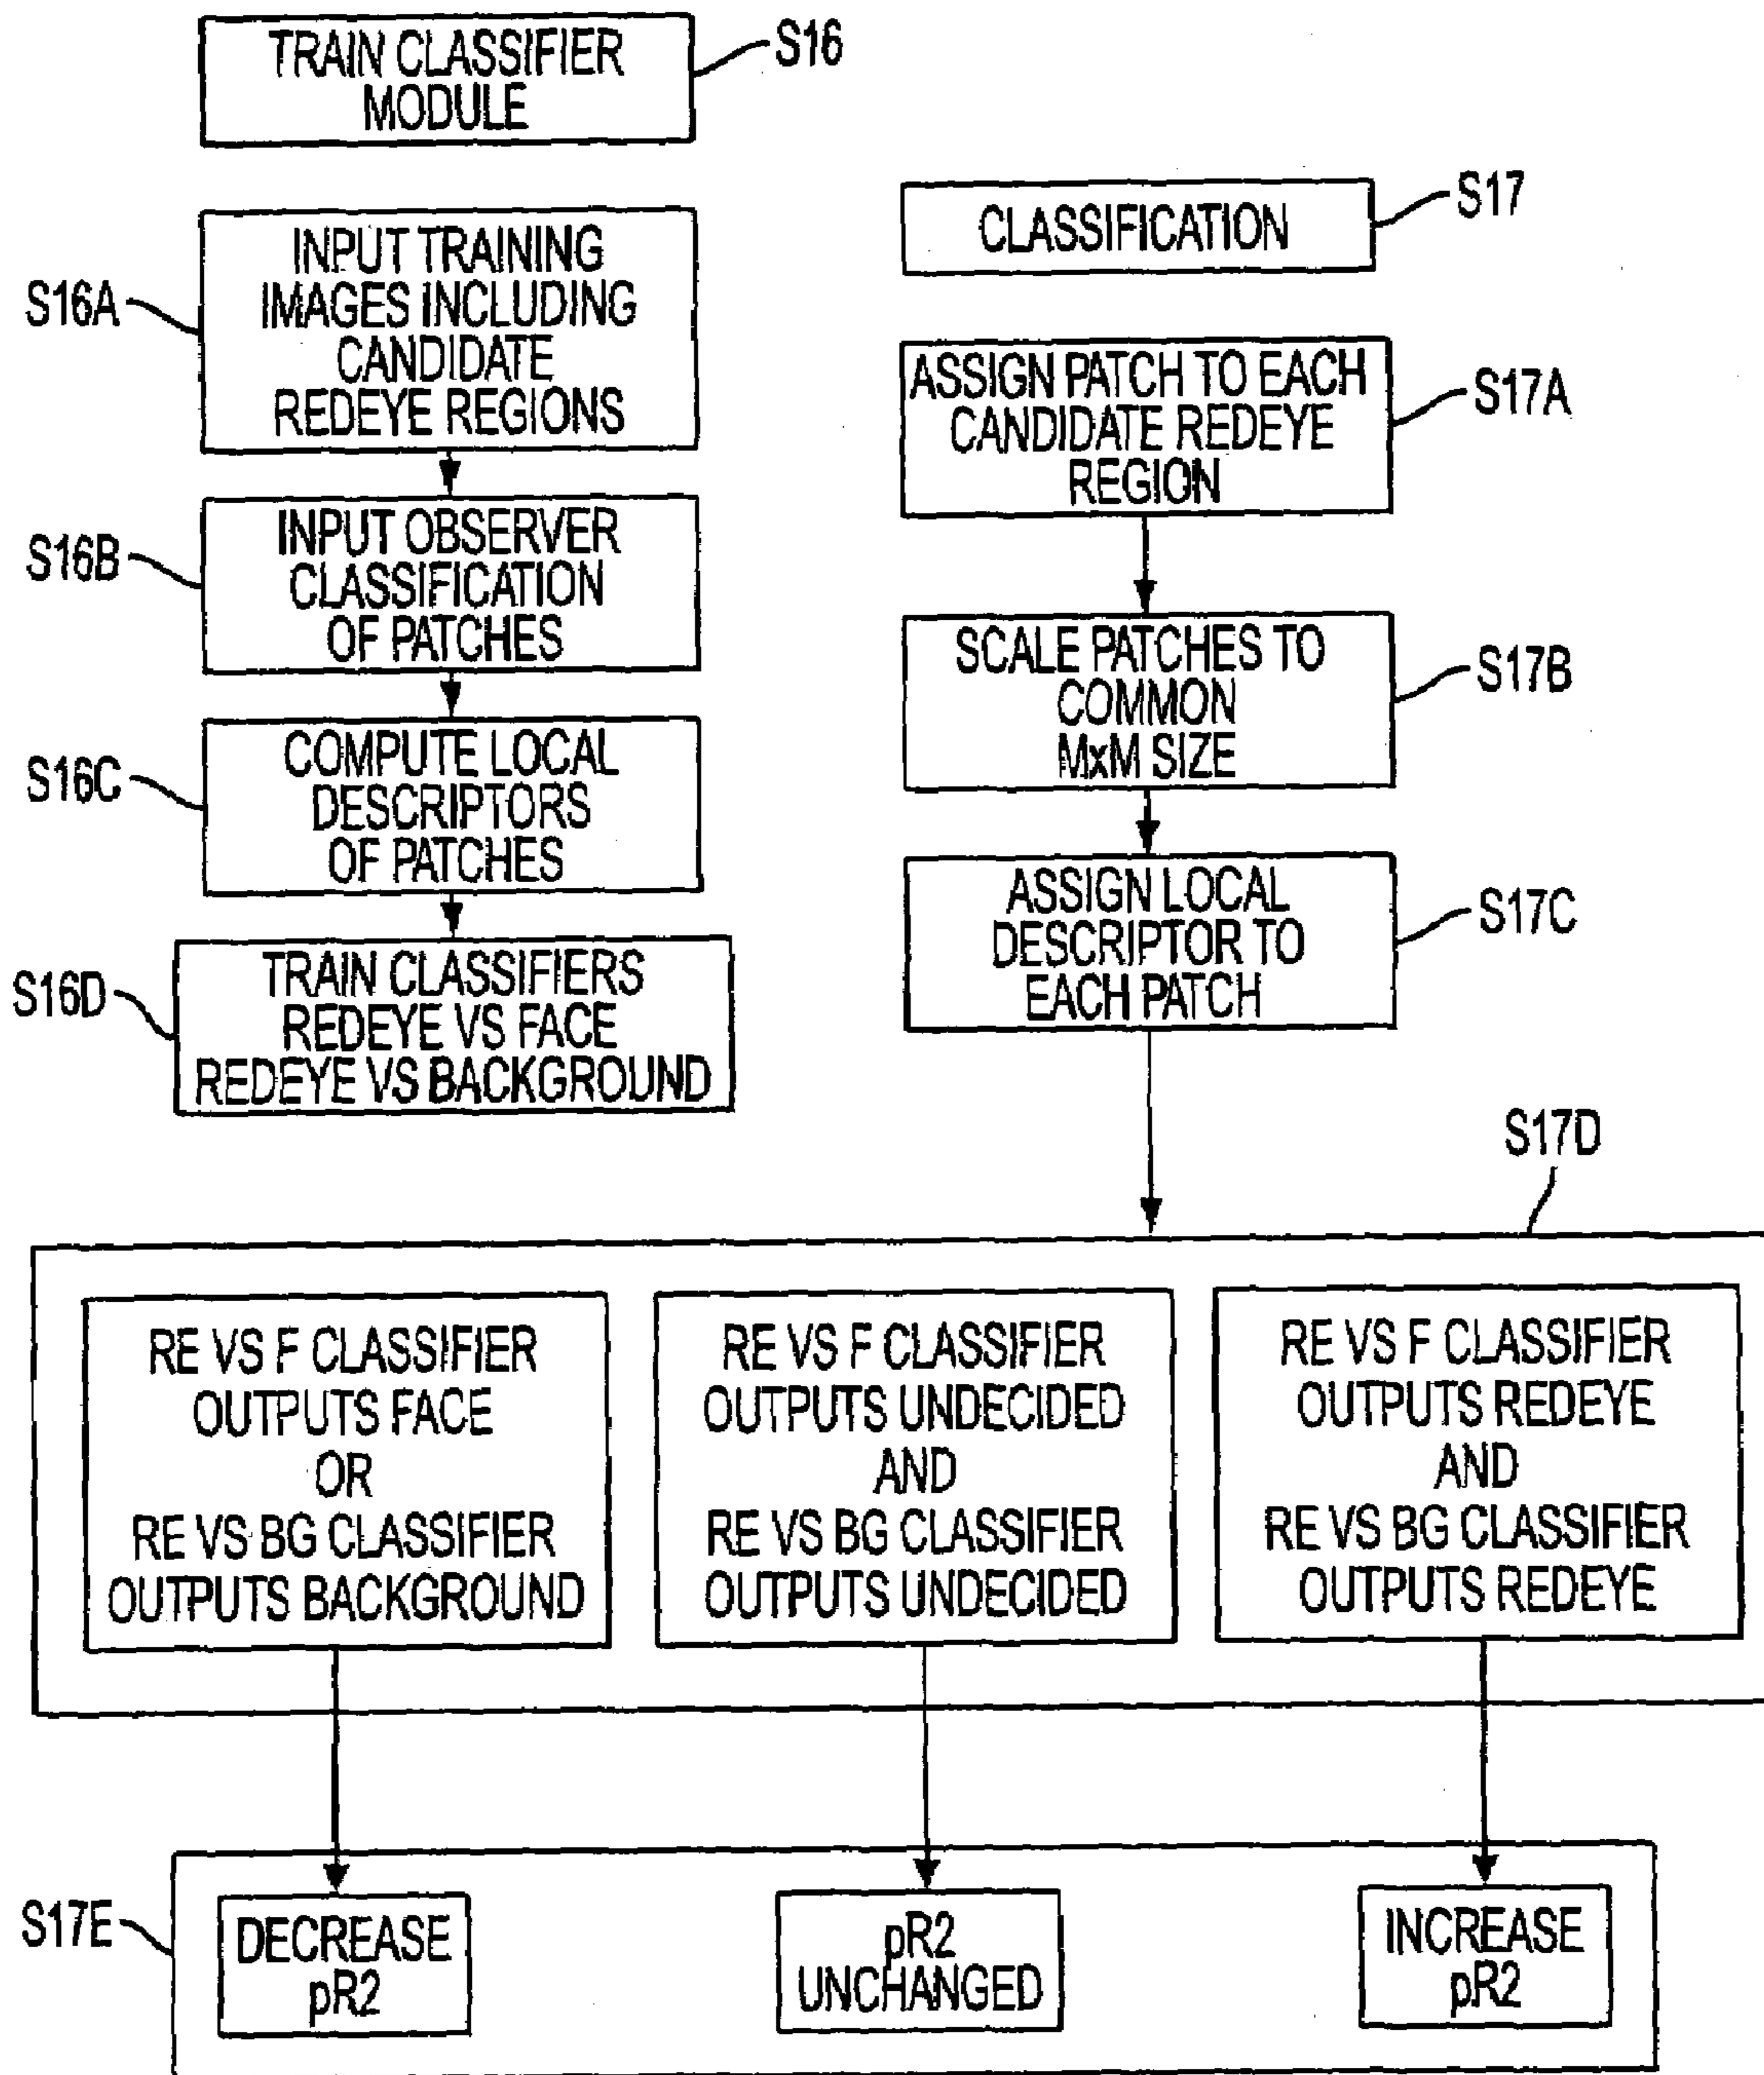 TRAIN CLASSIFIER
MODULE
S16
S16A
INPUT TRAINING
IMAGES INCLUDING
CANDIDATE
REDEYE REGIONS
S16B
INPUT OBSERVER
CLASSIFICATION
OF PATCHES
S16C
COMPUTE LOCAL
DESCRIPTORS
OF PATCHES
S16D
TRAIN CLASSIFIERS
REDEYE VS FACE
REDEYE VS BACKGROUND
CLASSIFICATION
S17
ASSIGN PATCH TO EACH
CANDIDATE REDEYE
REGION
S17A
SCALE PATCHES TO
COMMON
MxM SIZE
S17B
ASSIGN LOCAL
DESCRIPTOR TO
EACH PATCH
S17C
S17D
RE VS F CLASSIFIER
OUTPUTS FACE
OR
RE VS BG CLASSIFIER
OUTPUTS BACKGROUND
RE VS F CLASSIFIER
OUTPUTS UNDECIDED
AND
RE VS BG CLASSIFIER
OUTPUTS UNDECIDED
RE VS F CLASSIFIER
OUTPUTS REDEYE
AND
RE VS BG CLASSIFIER
OUTPUTS REDEYE
S17E
DECREASE
pR2
pR2
UNCHANGED
INCREASE
pR2